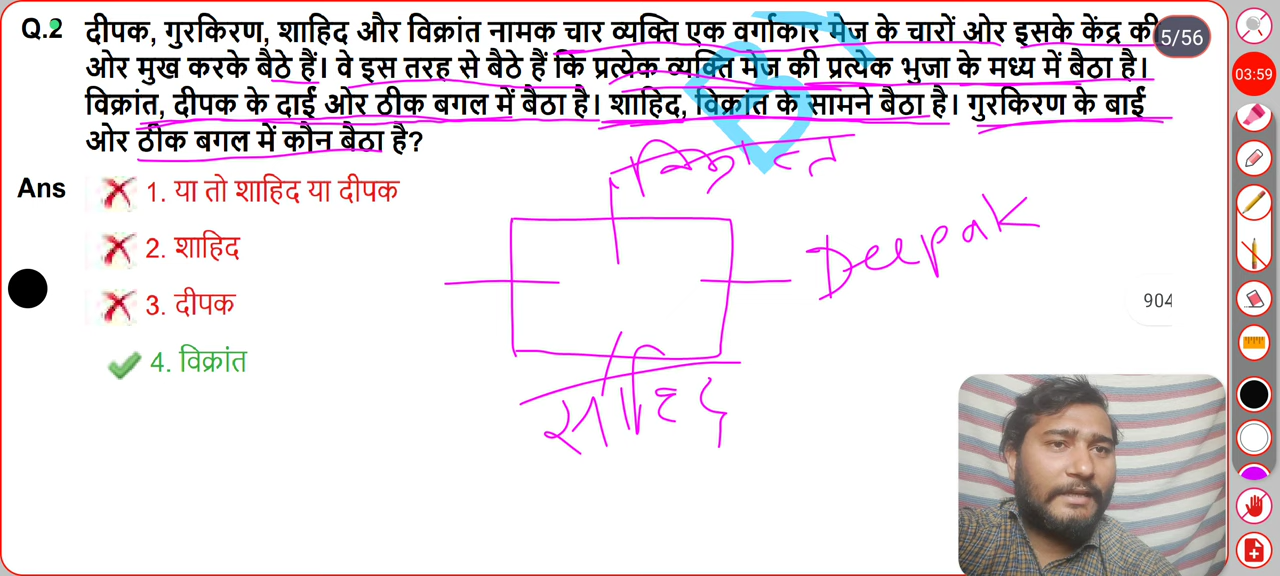 Q.2 दीपक, गुरकिरण, शाहिद और विक्रांत नामक चार व्यक्ति एक वर्गाकार मेज के चारों ओर इसके केंद्र की
ओर मुख करके बैठे हैं। वे इस तरह से बैठे हैं कि प्रत्येक व्यक्ति मेज की प्रत्येक भुजा के मध्य में बैठा है।
विक्रांत, दीपक के दाईं ओर ठीक बगल में बैठा है। शाहिद, विक्रांत के सामने बैठा है। गुरकिरण के बाईं
ओर ठीक बगल में कौन बैठा है?
Ans 1. या तो शाहिद या दीपक
2. शाहिद
3. दीपक
4. विक्रांत
विक्रांत
Deepak
साहिद
5/56
03:59
904